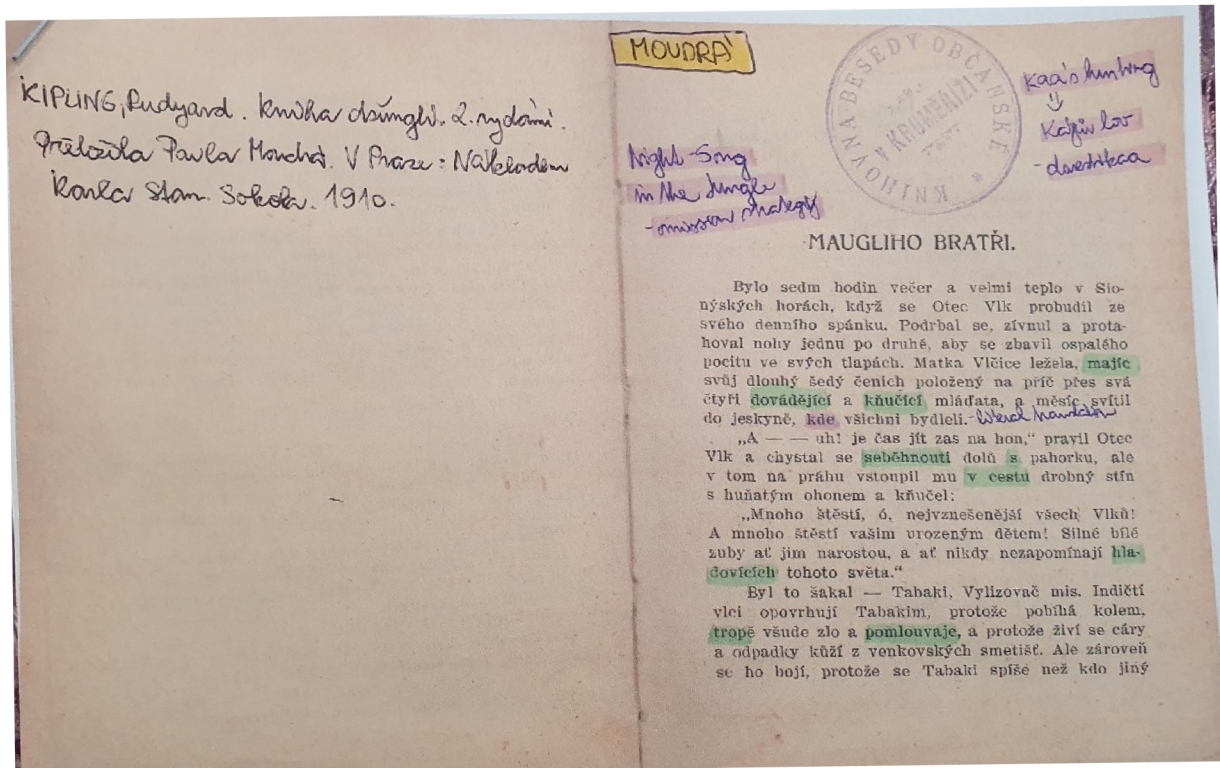 KIPLING, Rudyard. Kniha džunglí. 2. vydání.
Přeložila Pavla Moudrá. V Praze: Nákladem
Karla Stan. Sokola. 1910.
MOUDRÁ
Night-Song
in the Jungle
- omission strategy
KNIHOVNA BESEDY OBČANSKÉ
V KROMĚŘÍŽI
Kaa's hunting
⇓
Kájův lov
MAUGLIHO BRATŘI.
Bylo sedm hodin večer a velmi teplo v Sio-
nýských horách, když se Otec Vlk probudil ze
svého denního spánku. Podrbal se, zívnul a prota-
hoval nohy jednu po druhé, aby se zbavil ospalého
pocitu ve svých tlapách. Matka Vlčice ležela, majíc
svůj dlouhý šedý čenich položený na příč přes svá
čtyři dovádějící a kňučící mláďata, a měsíc svítil
do jeskyně, kde všichni bydleli. - literal translation
„A — — uh! je čas jít zas na hon,“ pravil Otec
Vlk a chystal se seběhnouti dolů s pahorku, ale
v tom na práhu vstoupil mu v cestu drobný stín
s huňatým ohonem a kňučel:
„Mnoho štěstí, ó, nejvznešenější všech Vlků!
A mnoho štěstí vašim urozeným dětem! Silné bílé
zuby ať jim narostou, a ať nikdy nezapomínají hla-
dovících tohoto světa.“
Byl to šakal — Tabaki, Vylizovač mis. Indičtí
vlci opovrhují Tabakim, protože pobíhá kolem,
tropě všude zlo a pomlouvaje, a protože živí se cáry
a odpadky kůží z venkovských smetišť. Ale zároveň
se ho bojí, protože se Tabaki spíše než kdo jiný